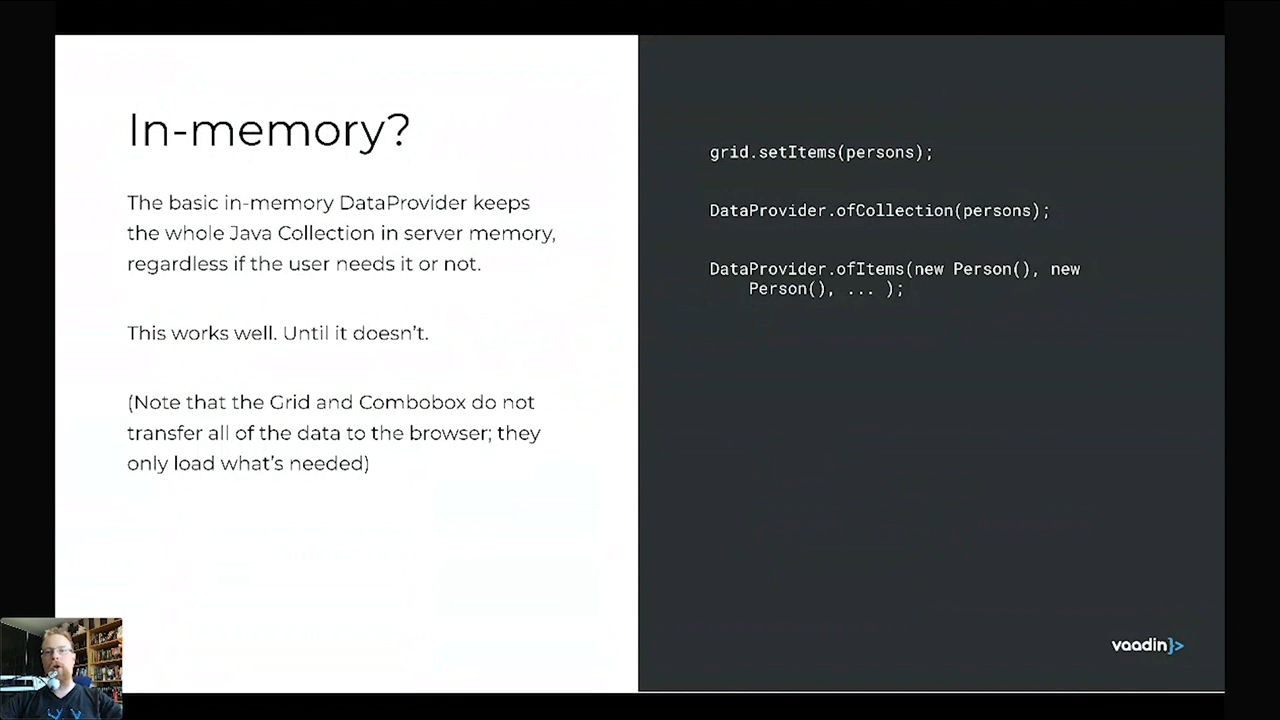 In-memory?
The basic in-memory DataProvider keeps
the whole Java Collection in server memory,
regardless if the user needs it or not.
This works well. Until it doesn't.
(Note that the Grid and Combobox do not
transfer all of the data to the browser; they
only load what's needed)
grid.setItems(persons);
DataProvider.ofCollection(persons);
DataProvider.ofItems(new Person(), new
Person(), ... );
vaadin}>